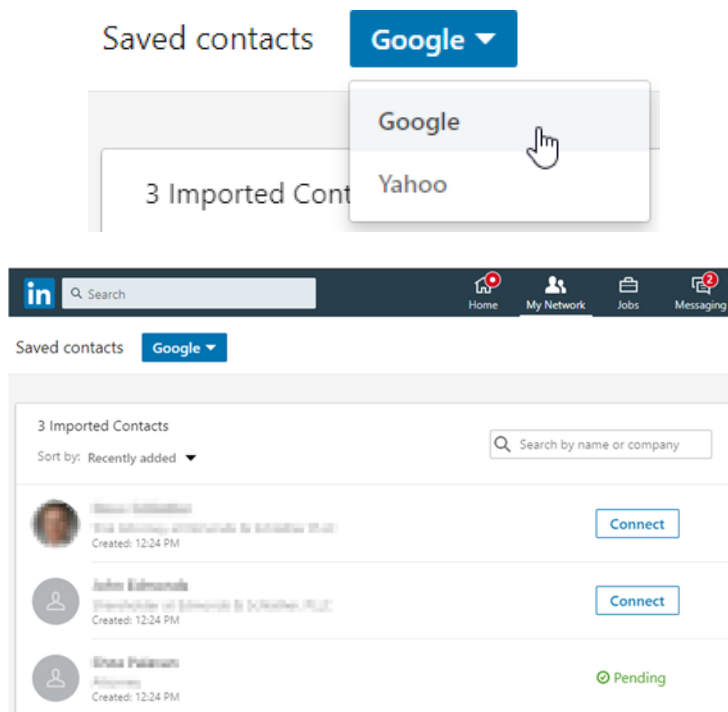 Saved contacts Google
Google
Yahoo
3 Imported Cont
in Search Home My Network Jobs 2 Messaging
Saved contacts Google
3 Imported Contacts
Sort by: Recently added
Search by name or company
Created: 12:24 PM
Connect
Created: 12:24 PM
Connect
Created: 12:24 PM
Pending